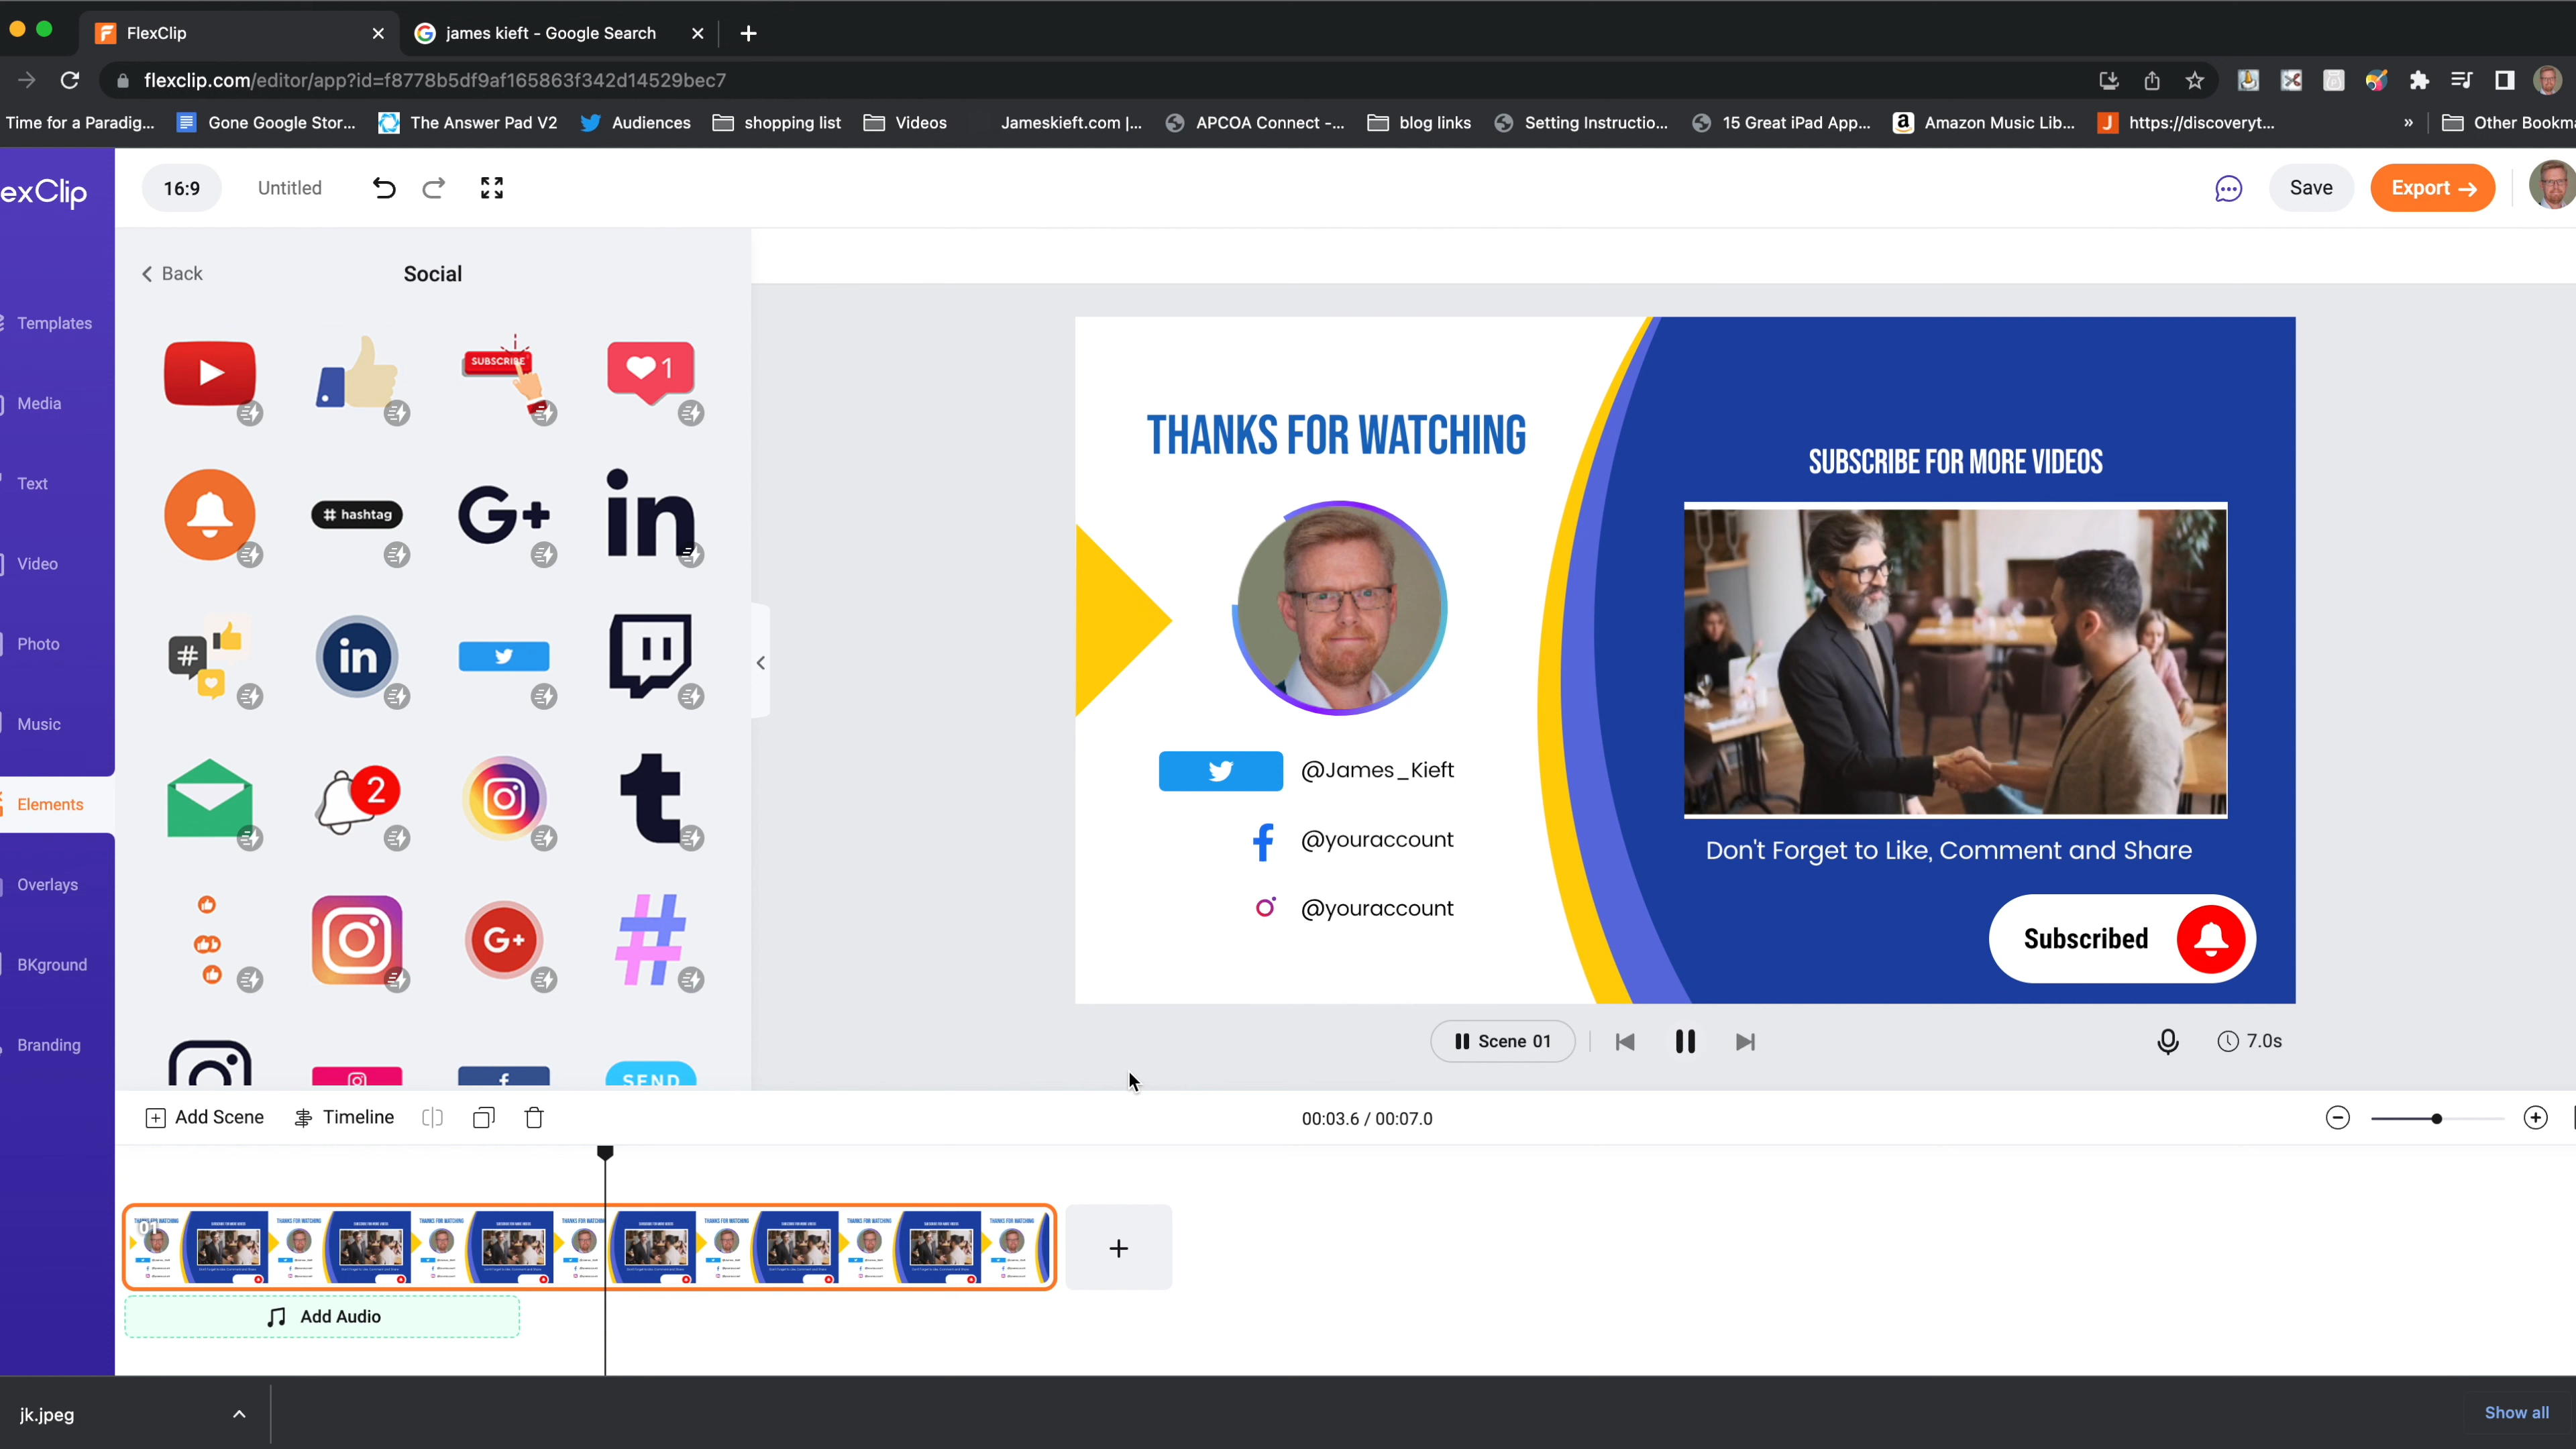 FlexClip
james kieft - Google Search
flexclip.com/editor/app?id=f8778b5df9af165863f342d14529bec7
Time for a Paradig...
Gone Google Stor...
The Answer Pad V2
Audiences
shopping list
Videos
Jameskieft.com |...
APCOA Connect -...
blog links
Setting Instructio...
15 Great iPad App...
Amazon Music Lib...
https://discoveryt...
»
Other Bookma
exClip
16:9
Untitled
Save
Export
Back
Social
Templates
Media
Text
Video
Photo
Music
Elements
Overlays
BKground
Branding
SUBSCRIBE
1
# hashtag
G+
in
#
in
2
t
G+
#
f
SEND
THANKS FOR WATCHING
@James_Kieft
f
@youraccount
@youraccount
SUBSCRIBE FOR MORE VIDEOS
Don't Forget to Like, Comment and Share
Subscribed
Scene 01
7.0s
Add Scene
Timeline
00:03.6 / 00:07.0
01
Add Audio
jk.jpeg
Show all